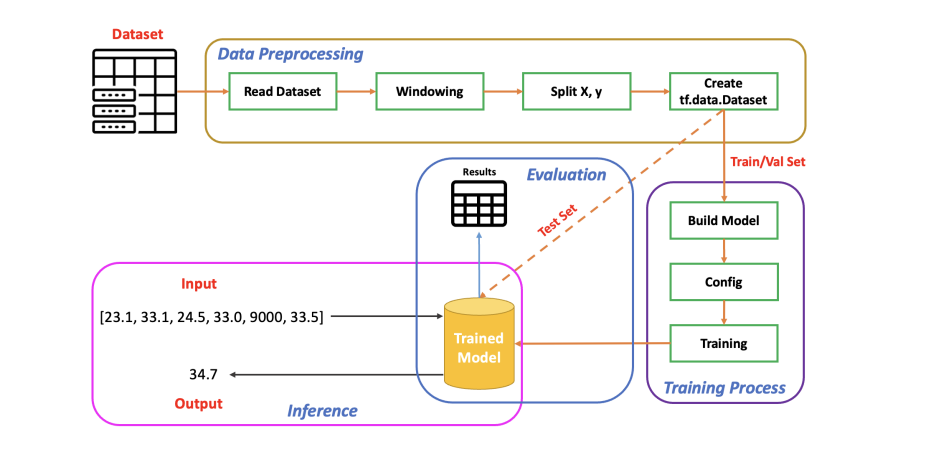 Dataset
Data Preprocessing
Read Dataset
Windowing
Split X, y
Create
tf.data.Dataset
Train/Val Set
Results
Evaluation
Test Set
Build Model
Config
Training
Training Process
Input
[23.1, 33.1, 24.5, 33.0, 9000, 33.5]
Trained
Model
34.7
Output
Inference